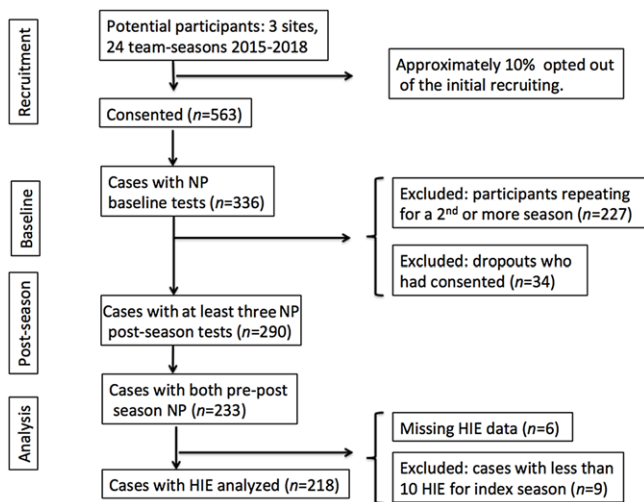 Recruitment
Potential participants: 3 sites,
24 team-seasons 2015-2018
Approximately 10% opted out
of the initial recruiting.
Consented (n=563)
Baseline
Cases with NP
baseline tests (n=336)
Excluded: participants repeating
for a 2nd or more season (n=227)
Excluded: dropouts who
had consented (n=34)
Post-season
Cases with at least three NP
post-season tests (n=290)
Analysis
Cases with both pre-post
season NP (n=233)
Missing HIE data (n=6)
Excluded: cases with less than
10 HIE for index season (n=9)
Cases with HIE analyzed (n=218)